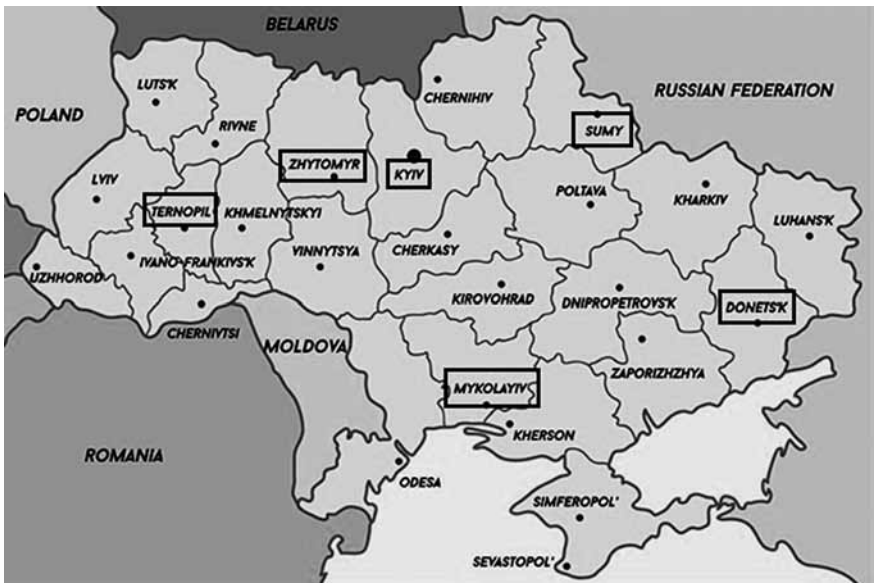 BELARUS
RUSSIAN FEDERATION
POLAND
LUTS'K
CHERNIHIV
RIVNE
SUMY
ZHYTOMYR
KYIV
LVIV
POLTAVA
KHARKIV
TERNOPIL
KHMELNYTSKYI
LUHANS'K
VINNYTSYA
CHERKASY
UZHHOROD
IVANO-FRANKIVS'K
KIROVOHRAD
DNIPROPETROVS'K
DONETS'K
CHERNIVTSI
MOLDOVA
ZAPORIZHZHYA
MYKOLAYIV
KHERSON
ROMANIA
ODESA
SIMFEROPOL'
SEVASTOPOL'